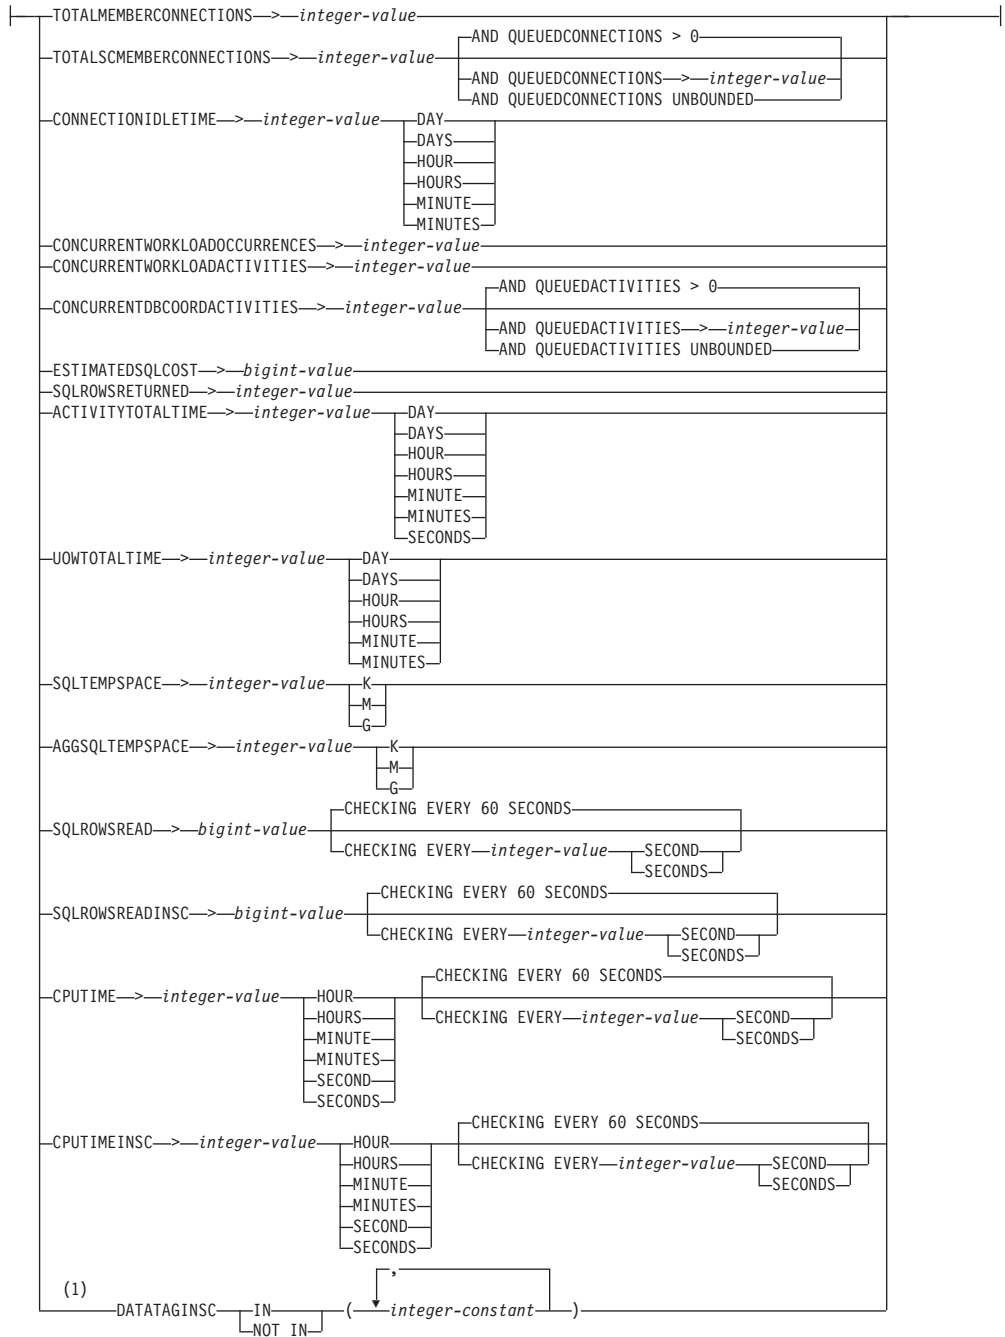 TOTALMEMBERCONNECTIONS > integer-value
AND QUEUEDCONNECTIONS > 0
TOTALSCMEMBERCONNECTIONS > integer-value
AND QUEUEDCONNECTIONS > integer-value
AND QUEUEDCONNECTIONS UNBOUNDED
CONNECTIONIDLETIME > integer-value DAY
DAYS
HOUR
HOURS
MINUTE
MINUTES
CONCURRENTWORKLOADOCCURRENCES > integer-value
CONCURRENTWORKLOADACTIVITIES > integer-value
AND QUEUEDACTIVITIES > 0
CONCURRENTDBCOORDACTIVITIES > integer-value
AND QUEUEDACTIVITIES > integer-value
AND QUEUEDACTIVITIES UNBOUNDED
ESTIMATEDSQLCOST > bigint-value
SQLROWSRETURNED > integer-value
ACTIVITYTOTALTIME > integer-value DAY
DAYS
HOUR
HOURS
MINUTE
MINUTES
SECONDS
UOWTOTALTIME > integer-value DAY
DAYS
HOUR
HOURS
MINUTE
MINUTES
SQLTEMPSPACE > integer-value K
M
G
AGGSQLTEMPSPACE > integer-value K
M
G
CHECKING EVERY 60 SECONDS
SQLROWSREAD > bigint-value
CHECKING EVERY integer-value SECOND
SECONDS
CHECKING EVERY 60 SECONDS
SQLROWSREADINSC > bigint-value
CHECKING EVERY integer-value SECOND
SECONDS
CHECKING EVERY 60 SECONDS
CPUTIME > integer-value HOUR
HOURS CHECKING EVERY integer-value SECOND
MINUTE SECONDS
MINUTES
SECOND
SECONDS
CHECKING EVERY 60 SECONDS
CPUTIMEINSC > integer-value HOUR
HOURS CHECKING EVERY integer-value SECOND
MINUTE SECONDS
MINUTES
SECOND
SECONDS
,
(1)
DATATAGINSC IN ( integer-constant )
NOT IN